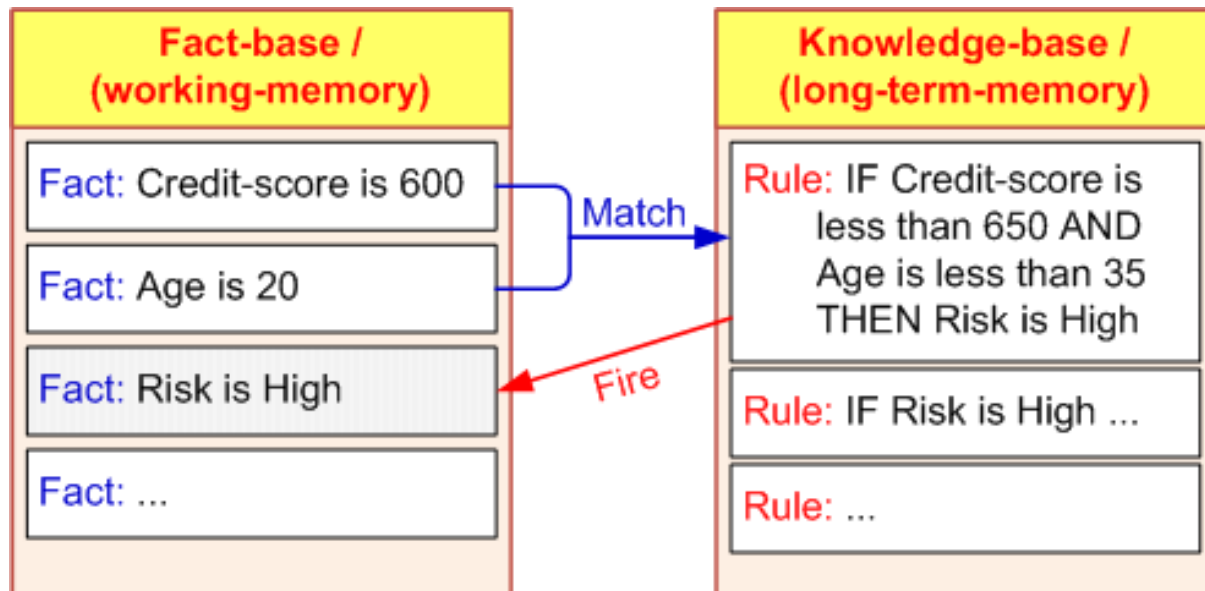 Fact-base /
(working-memory)
Fact: Credit-score is 600
Fact: Age is 20
Fact: Risk is High
Fact: ...
Match
Fire
Knowledge-base /
(long-term-memory)
Rule: IF Credit-score is
less than 650 AND
Age is less than 35
THEN Risk is High
Rule: IF Risk is High ...
Rule: ...